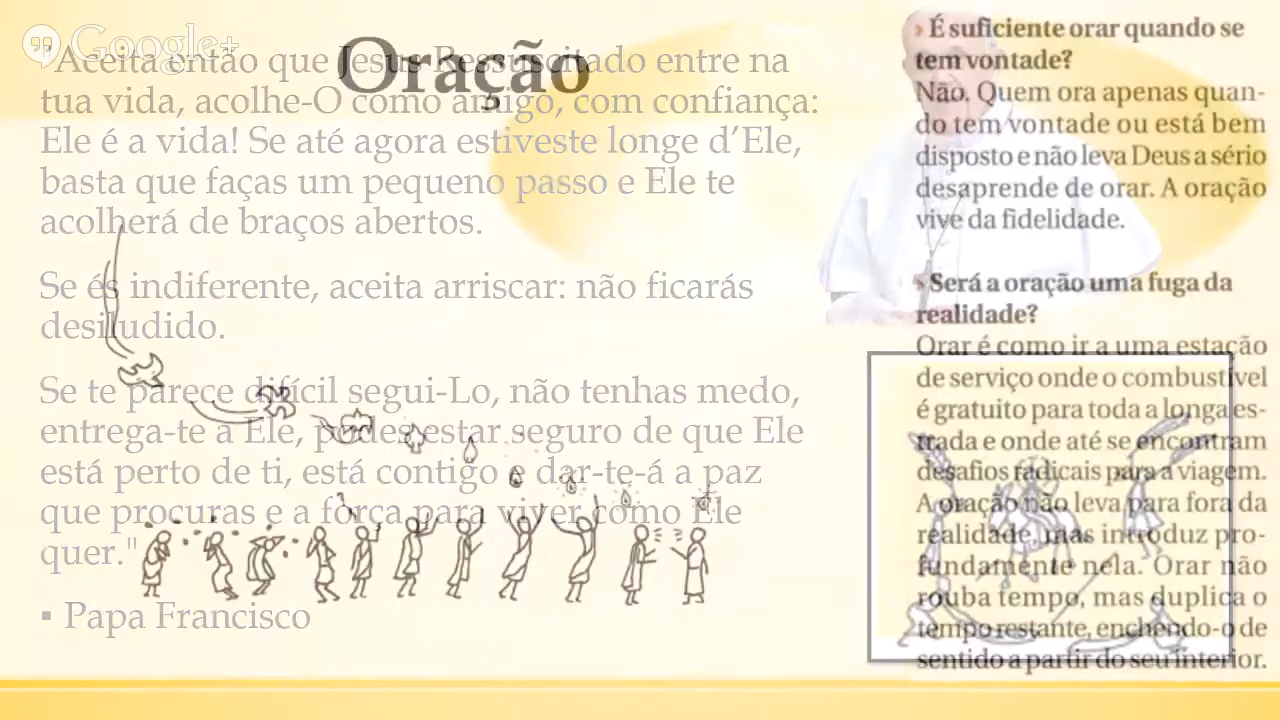 Google+
Oração
"Aceita então que Jesus Ressuscitado entre na
tua vida, acolhe-O como amigo, com confiança:
Ele é a vida! Se até agora estiveste longe d’Ele,
basta que faças um pequeno passo e Ele te
acolherá de braços abertos.
Se és indiferente, aceita arriscar: não ficarás
desiludido.
Se te parece difícil segui-Lo, não tenhas medo,
entrega-te a Ele, podes estar seguro de que Ele
está perto de ti, está contigo e dar-te-á a paz
que procuras e a força para viver como Ele
quer."
▪ Papa Francisco
› É suficiente orar quando se
tem vontade?
Não. Quem ora apenas quan-
do tem vontade ou está bem
disposto e não leva Deus a sério
desaprende de orar. A oração
vive da fidelidade.
› Será a oração uma fuga da
realidade?
Orar é como ir a uma estação
de serviço onde o combustível
é gratuito para toda a longa es-
trada e onde até se encontram
desafios radicais para a viagem.
A oração não leva para fora da
realidade, mas introduz pro-
fundamente nela. Orar não
rouba tempo, mas duplica o
tempo restante, enchendo-o de
sentido a partir do seu interior.